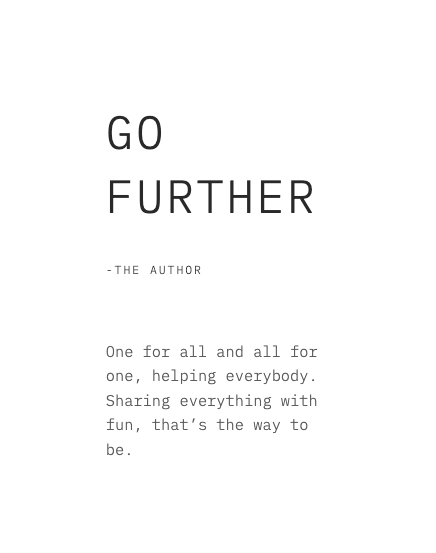 GO
FURTHER
-THE AUTHOR
One for all and all for
one, helping everybody.
Sharing everything with
fun, that’s the way to
be.